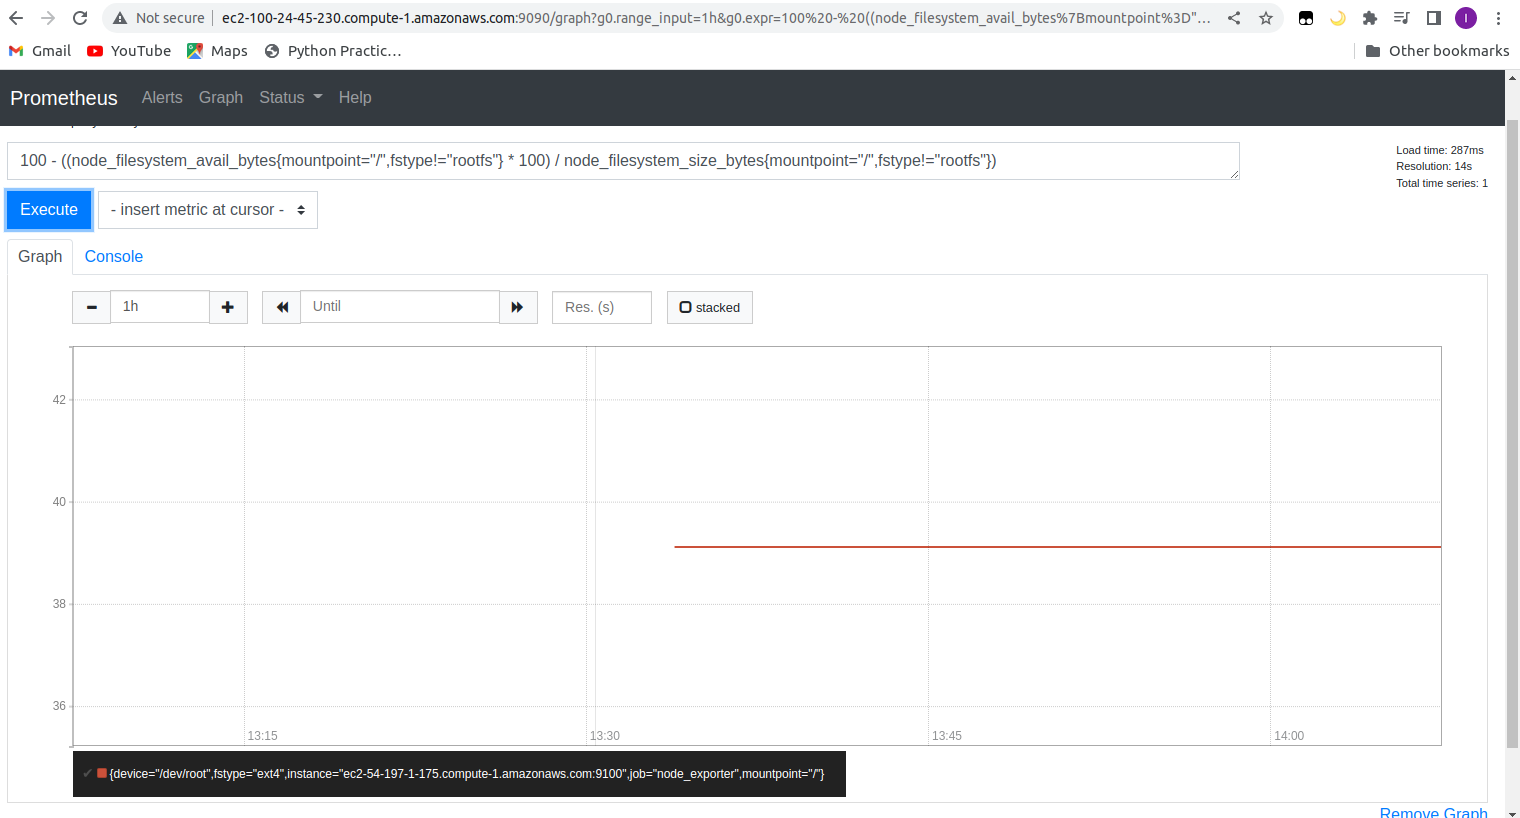 Not secure | ec2-100-24-45-230.compute-1.amazonaws.com:9090/graph?g0.range_input=1h&g0.expr=100%20-%20((node_filesystem_avail_bytes%7Bmountpoint%3D"... I
Gmail YouTube Maps Python Practic... Other bookmarks
Prometheus Alerts Graph Status Help
100 - ((node_filesystem_avail_bytes{mountpoint="/",fstype!="rootfs"} * 100) / node_filesystem_size_bytes{mountpoint="/",fstype!="rootfs"})
Load time: 287ms
Resolution: 14s
Total time series: 1
Execute - insert metric at cursor -
Graph Console
1h Until Res. (s) stacked
42
40
38
36
13:15 13:30 13:45 14:00
{device="/dev/root",fstype="ext4",instance="ec2-54-197-1-175.compute-1.amazonaws.com:9100",job="node_exporter",mountpoint="/"}
Remove Graph